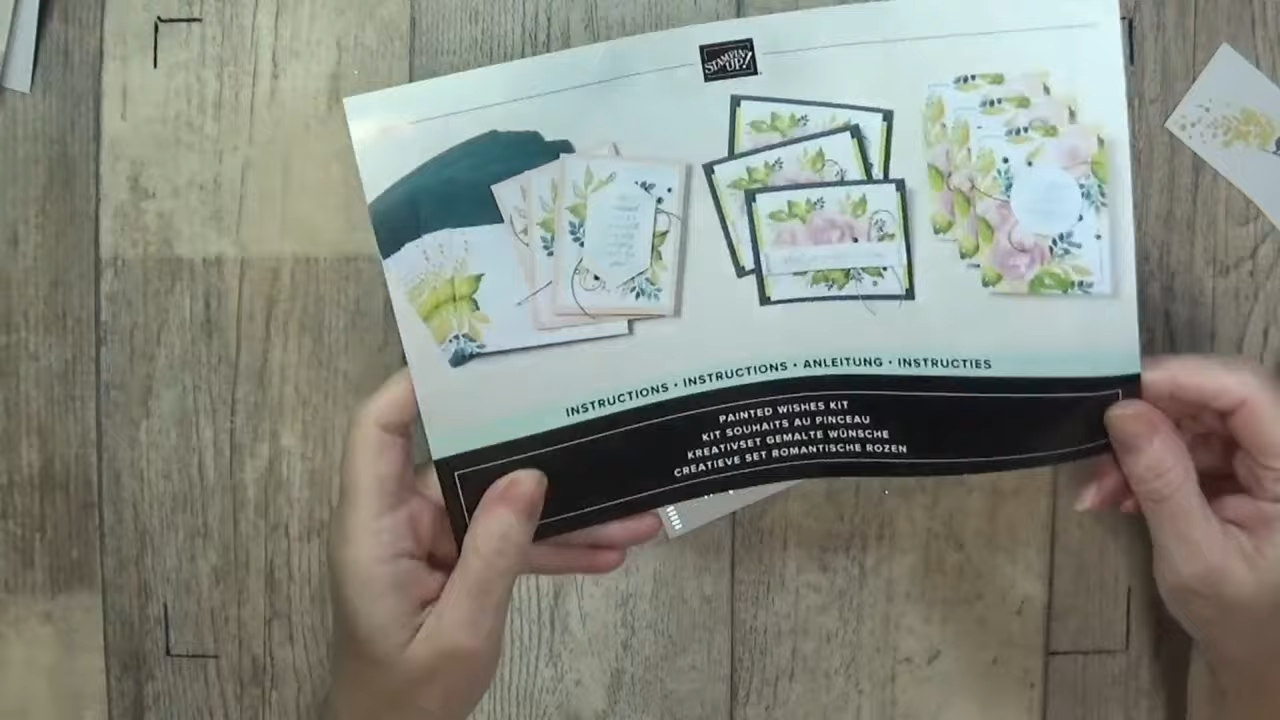 STAMPIN' UP!
INSTRUCTIONS • INSTRUCTIONS • ANLEITUNG • INSTRUCTIES
PAINTED WISHES KIT
KIT SOUHAITS AU PINCEAU
KREATIVSET GEMALTE WÜNSCHE
CREATIEVE SET ROMANTISCHE ROZEN